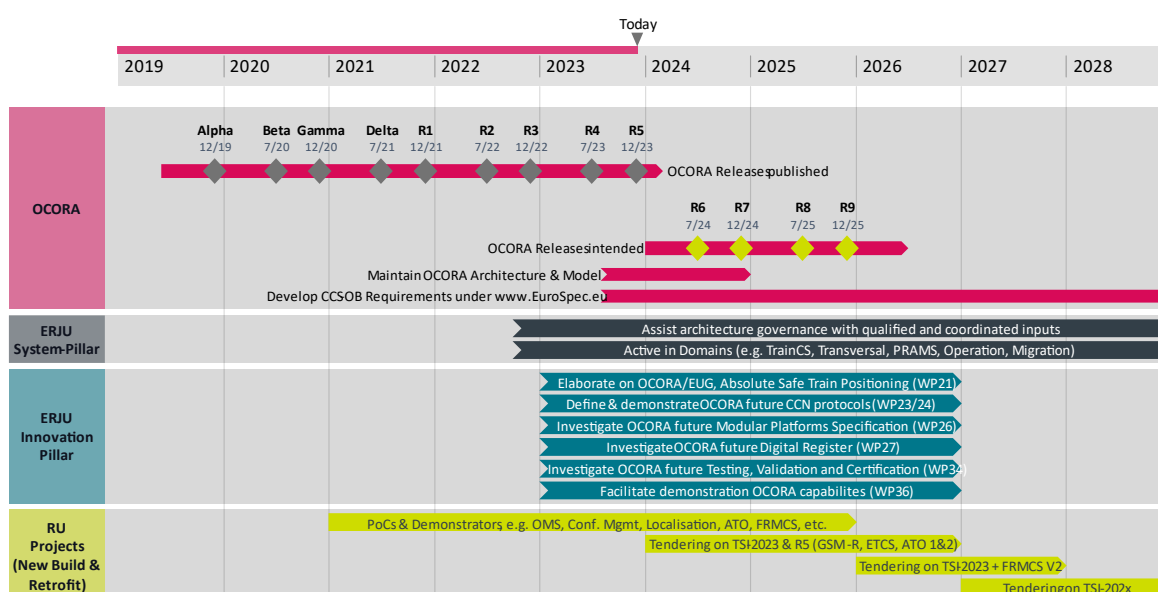 Today
2019 2020 2021 2022 2023 2024 2025 2026 2027 2028
OCORA
Alpha Beta Gamma Delta R1 R2 R3 R4 R5
12/19 7/20 12/20 7/21 12/21 7/22 12/22 7/23 12/23
OCORA Releases published
R6 R7 R8 R9
7/24 12/24 7/25 12/25
OCORA Releases intended
Maintain OCORA Architecture & Model
Develop CCSOB Requirements under www.EuroSpec.eu
ERJU
System-Pillar
Assist architecture governance with qualified and coordinated inputs
Active in Domains (e.g. TrainCS, Transversal, PRAMS, Operation, Migration)
ERJU
Innovation
Pillar
Elaborate on OCORA/EUG, Absolute Safe Train Positioning (WP21)
Define & demonstrate OCORA future CCN protocols (WP23/24)
Investigate OCORA future Modular Platforms Specification (WP26)
Investigate OCORA future Digital Register (WP27)
Investigate OCORA future Testing, Validation and Certification (WP34)
Facilitate demonstration OCORA capabilites (WP36)
RU
Projects
(New Build &
Retrofit)
PoCs & Demonstrators, e.g. OMS, Conf. Mgmt, Localisation, ATO, FRMCS, etc.
Tendering on TSI-2023 & R5 (GSM-R, ETCS, ATO 1&2)
Tendering on TSI-2023 + FRMCS V2
Tendering on TSI-202x